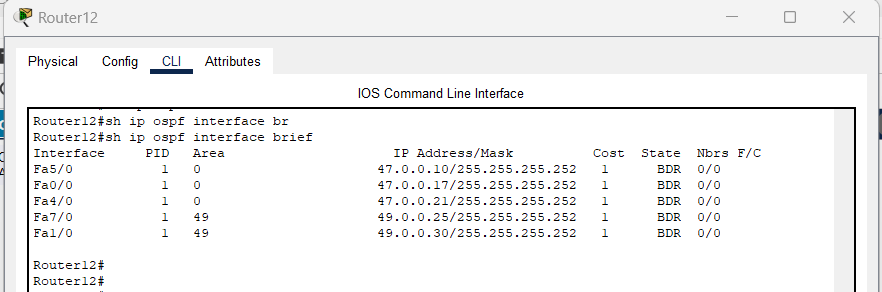 Router12
Physical Config CLI Attributes
IOS Command Line Interface
Router12#sh ip ospf interface br
Router12#sh ip ospf interface brief
Interface PID Area IP Address/Mask Cost State Nbrs F/C
Fa5/0 1 0 47.0.0.10/255.255.255.252 1 BDR 0/0
Fa0/0 1 0 47.0.0.17/255.255.255.252 1 BDR 0/0
Fa4/0 1 0 47.0.0.21/255.255.255.252 1 BDR 0/0
Fa7/0 1 49 49.0.0.25/255.255.255.252 1 BDR 0/0
Fa1/0 1 49 49.0.0.30/255.255.255.252 1 BDR 0/0
Router12#
Router12#